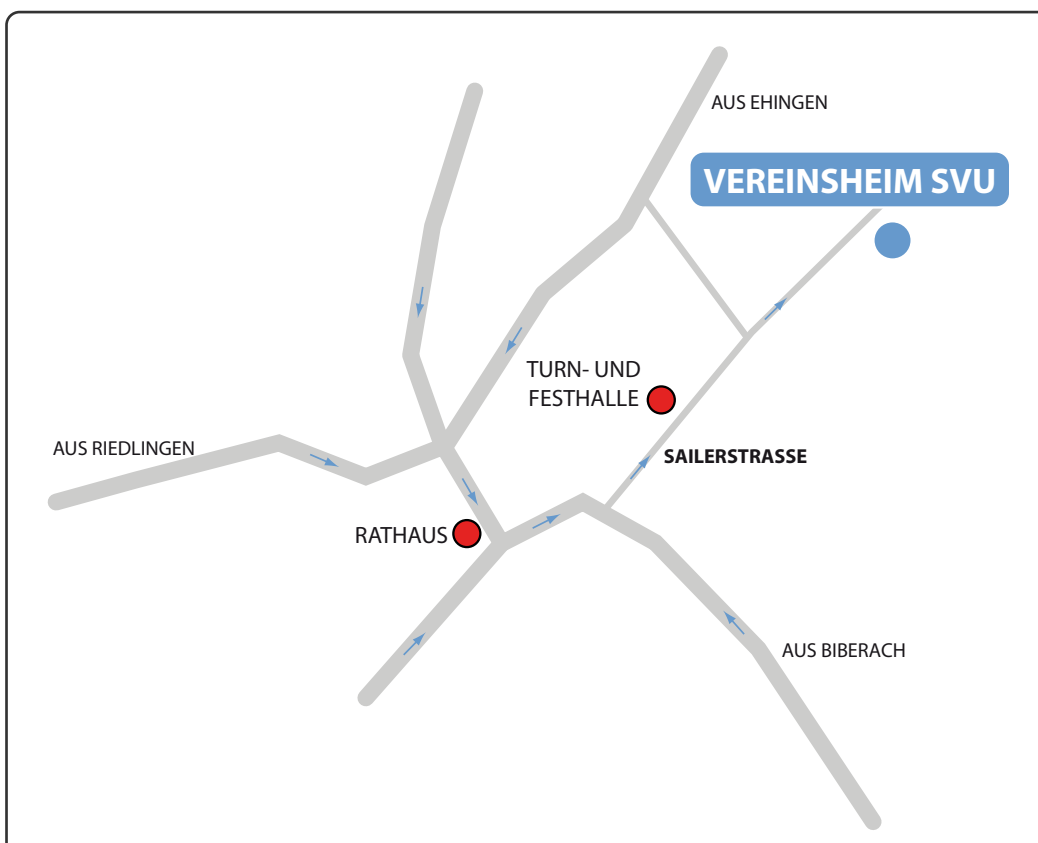 AUS EHINGEN
VEREINSHEIM SVU
TURN- UND
FESTHALLE
AUS RIEDLINGEN
SAILERSTRASSE
RATHAUS
AUS BIBERACH